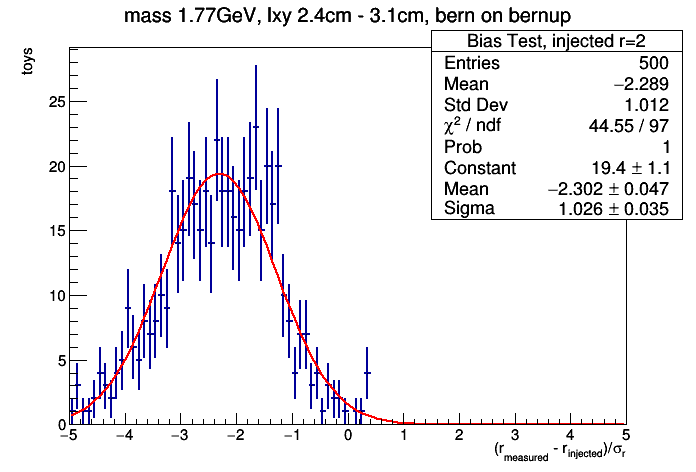 mass 1.77GeV, lxy 2.4cm - 3.1cm, bern on bernup
toys
Bias Test, injected r=2
Entries 500
Mean −2.289
Std Dev 1.012
χ² / ndf 44.55 / 97
Prob 1
Constant 19.4 ± 1.1
Mean −2.302 ± 0.047
Sigma 1.026 ± 0.035
25
20
15
10
5
0
−5 −4 −3 −2 −1 0 1 2 3 4 5
(r_measured - r_injected)/σ_r